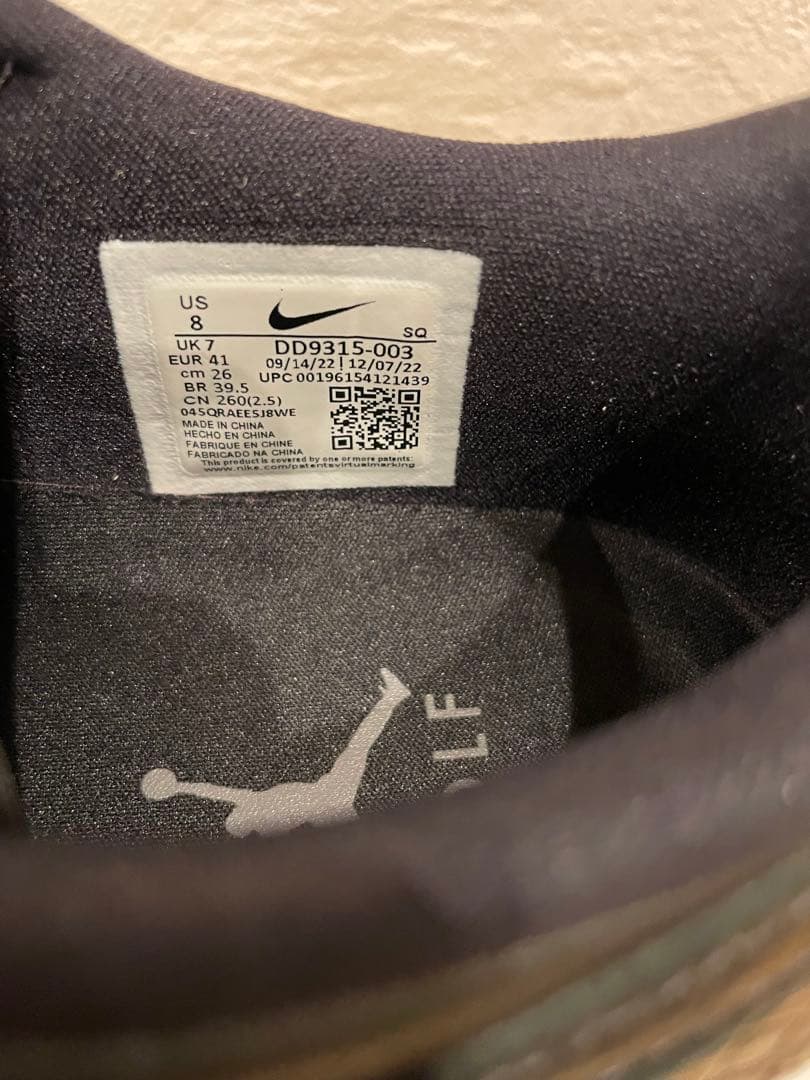 US
8
SQ
UK 7
DD9315-003
EUR 41
09/14/22 | 12/07/22
cm 26
UPC 00196154121439
BR 39.5
CN 260(2.5)
045QRAEESJ8WE
MADE IN CHINA
HECHO EN CHINA
FABRIQUE EN CHINE
FABRICADO NA CHINA
This product is covered by one or more patents:
www.nike.com/patentsvirtualmarking
LF